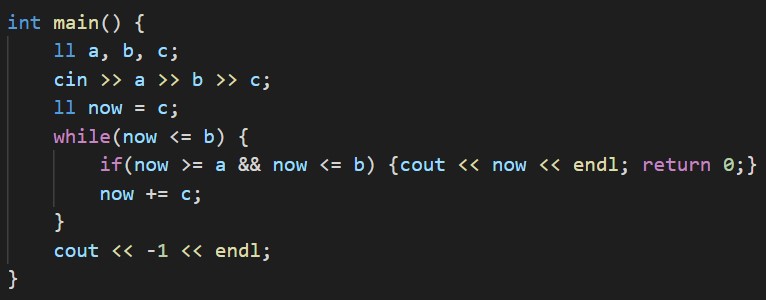 int main() {
    ll a, b, c;
    cin >> a >> b >> c;
    ll now = c;
    while(now <= b) {
        if(now >= a && now <= b) {cout << now << endl; return 0;}
        now += c;
    }
    cout << -1 << endl;
}